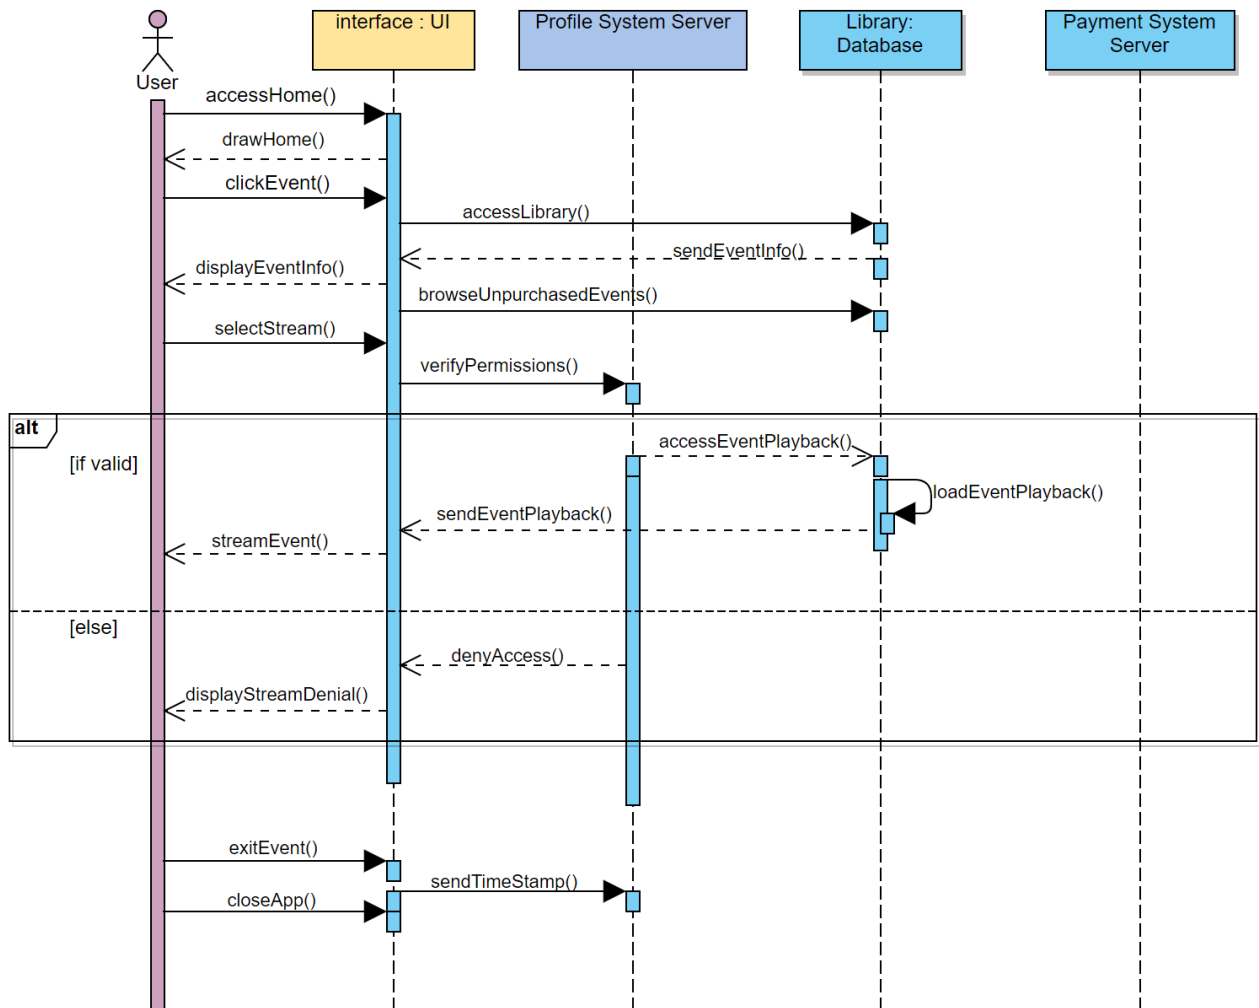 interface : UI
Profile System Server
Library:
Database
Payment System
Server
User
accessHome()
drawHome()
clickEvent()
accessLibrary()
sendEventInfo()
displayEventInfo()
browseUnpurchasedEvents()
selectStream()
verifyPermissions()
alt
[if valid]
accessEventPlayback()
loadEventPlayback()
sendEventPlayback()
streamEvent()
[else]
denyAccess()
displayStreamDenial()
exitEvent()
sendTimeStamp()
closeApp()